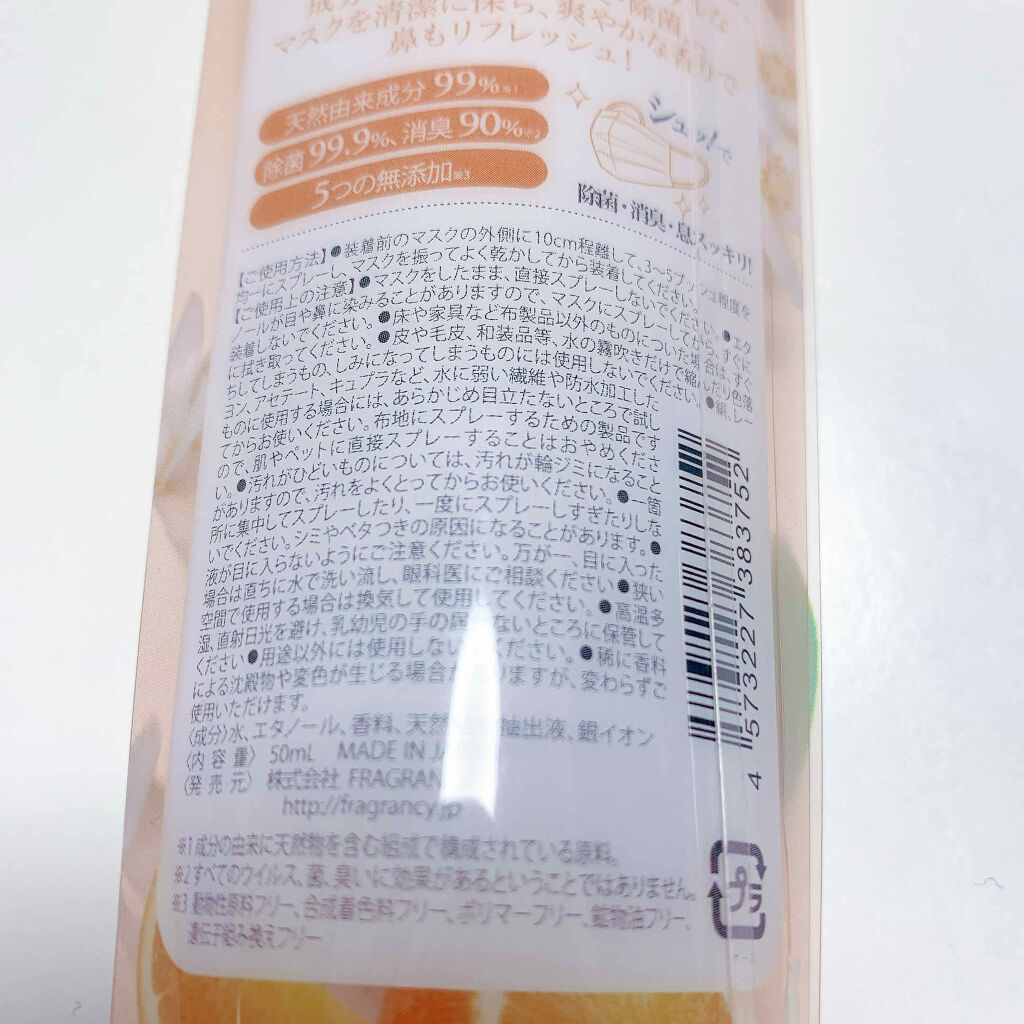 マスクを清潔に保ち、爽やかな香りで
鼻もリフレッシュ!
天然由来成分 99%※1
除菌 99.9%、消臭 90%※2
5つの無添加※3
シュッ!で
除菌・消臭・息スッキリ!
【ご使用方法】●装着前のマスクの外側に10cm程離して、3〜5プッシュ程度を
均一にスプレーし、マスクを振ってよく乾かしてから装着してください。
【ご使用上の注意】●マスクをしたまま、直接スプレーしないでください。●エタ
ノールが目や鼻に染みることがありますので、マスクにスプレーしてから、すぐに
装着しないでください。●床や家具など布製品以外のものについた場合は、すぐ
に拭き取ってください。●皮や毛皮、和装品等、水の霧吹きだけで縮んだり色落
ちしてしまうもの、しみになってしまうものには使用しないでください。●絹、レー
ヨン、アセテート、キュプラなど、水に弱い繊維や防水加工した
ものに使用する場合には、あらかじめ目立たないところで試し
てからお使いください。布地にスプレーするための製品です
ので、肌やペットに直接スプレーすることはおやめくださ
い。●汚れがひどいものについては、汚れが輪ジミになること
がありますので、汚れをよくとってからお使いください。●一箇
所に集中してスプレーしたり、一度にスプレーしすぎたりしな
いでください。シミやベタつきの原因になることがあります。●
液が目に入らないようにご注意ください。万が一、目に入った
場合は直ちに水で洗い流し、眼科医にご相談ください●狭い
空間で使用する場合は換気して使用してください。●高温多
湿、直射日光を避け、乳幼児の手の届かないところに保管して
ください●用途以外には使用しないでください。●稀に香料
による沈殿物や変色が生じる場合がありますが、変わらずご
使用いただけます。
〈成分〉水、エタノール、香料、天然 抽出液、銀イオン
〈内 容 量〉 50mL MADE IN
〈発 売 元〉 株式会社 FRAGRAN
http://fragrancy.jp
※1 成分の由来に天然物を含む組成で構成されている原料。
※2 すべてのウイルス、菌、臭いに効果があるということではありません。
※3 動物性原料フリー、合成着色料フリー、ポリマーフリー、鉱物油フリー、
遺伝子組み換えフリー
4 573227 383752
プラ
ケース